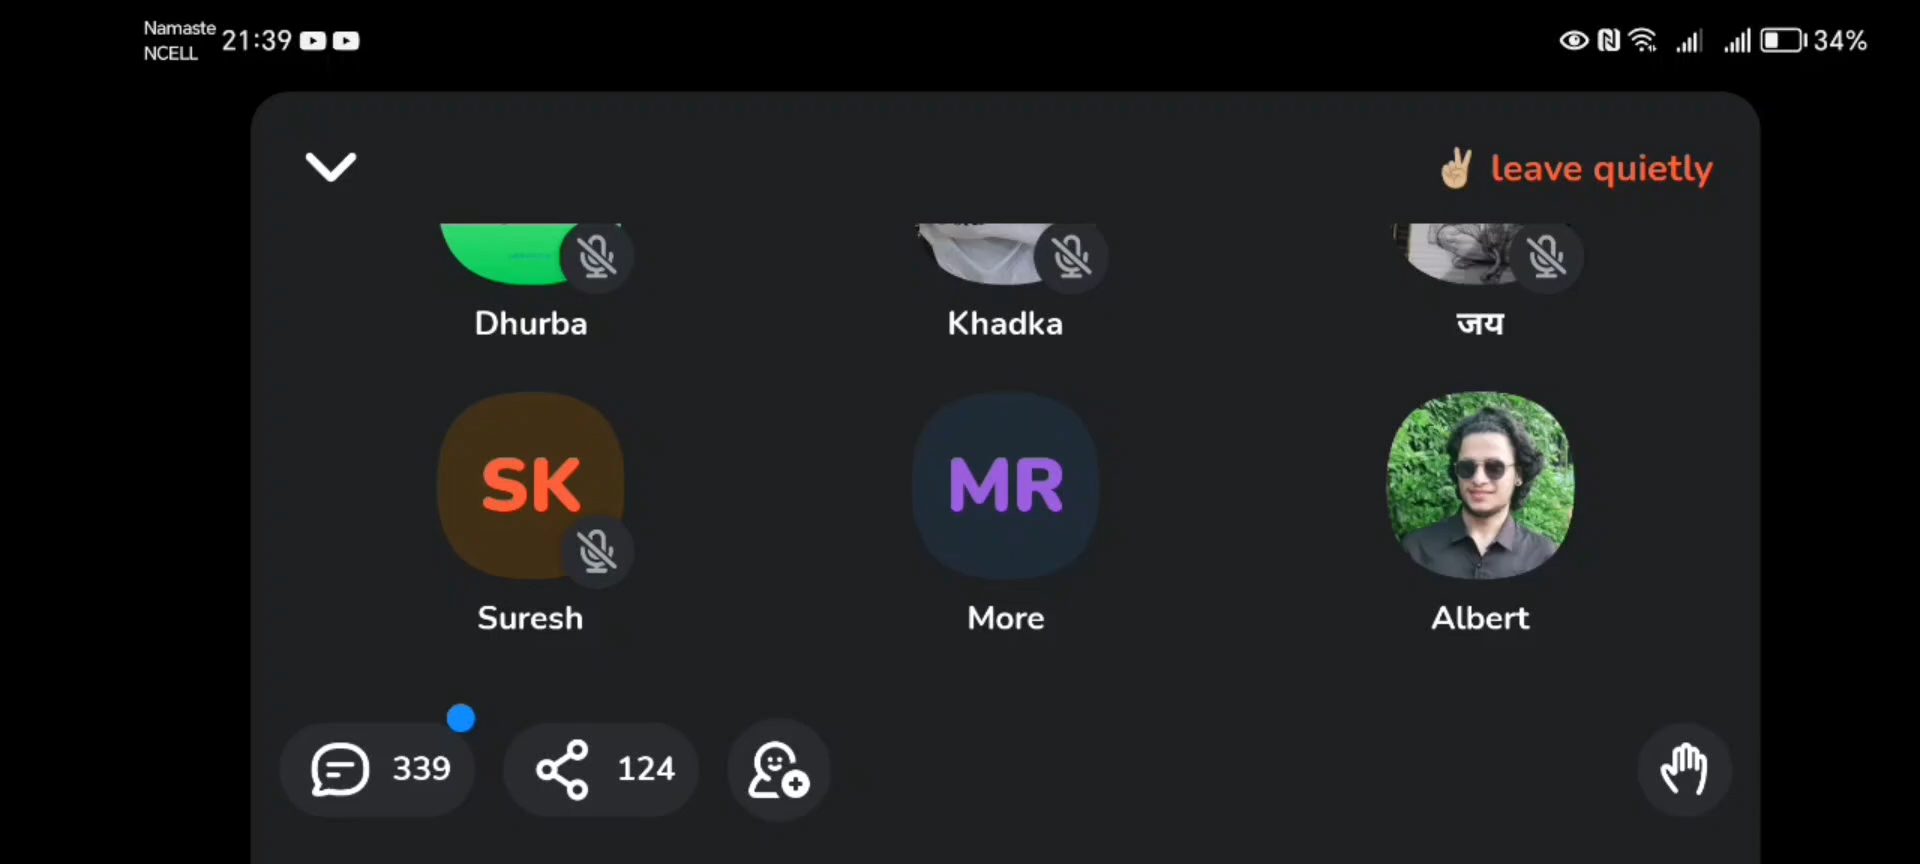 Namaste
NCELL
21:39
34%
leave quietly
Dhurba
Khadka
जय
SK
MR
Suresh
More
Albert
339
124